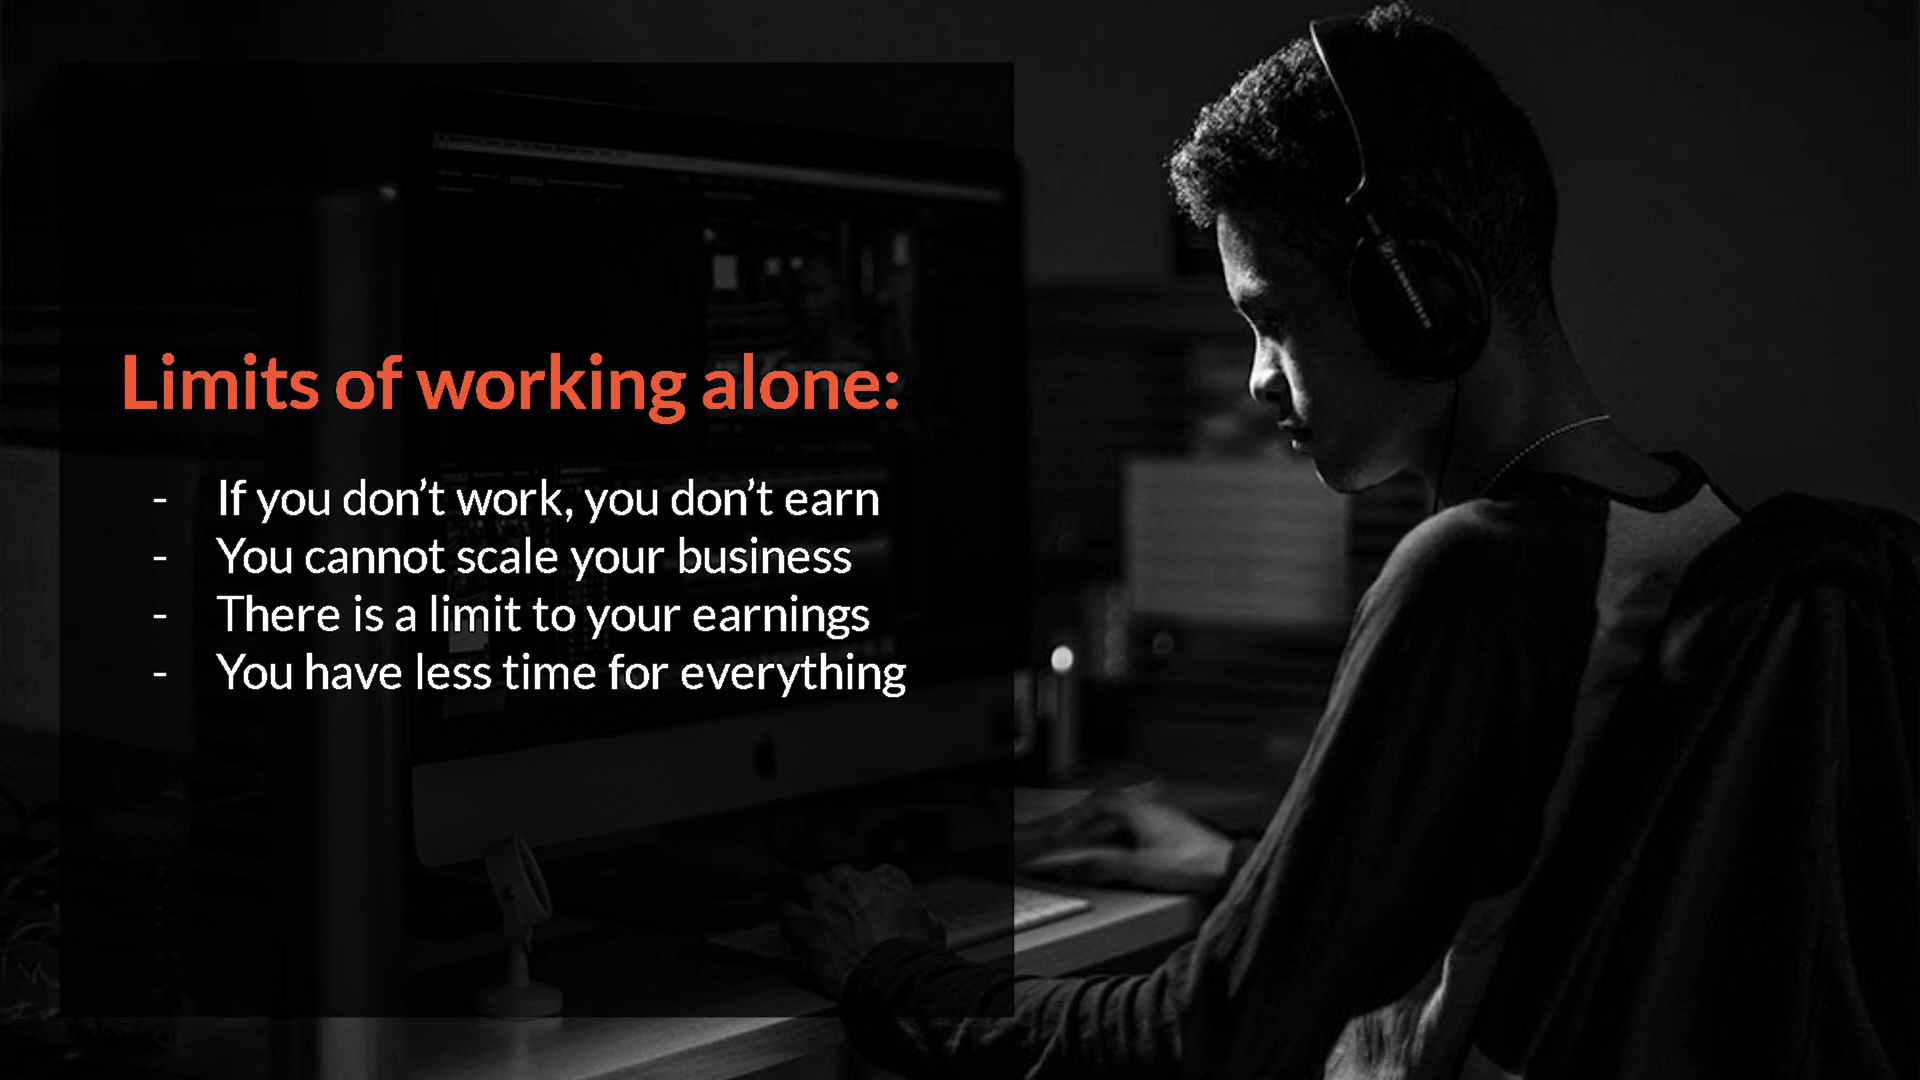 Limits of working alone:
- If you don’t work, you don’t earn
- You cannot scale your business
- There is a limit to your earnings
- You have less time for everything